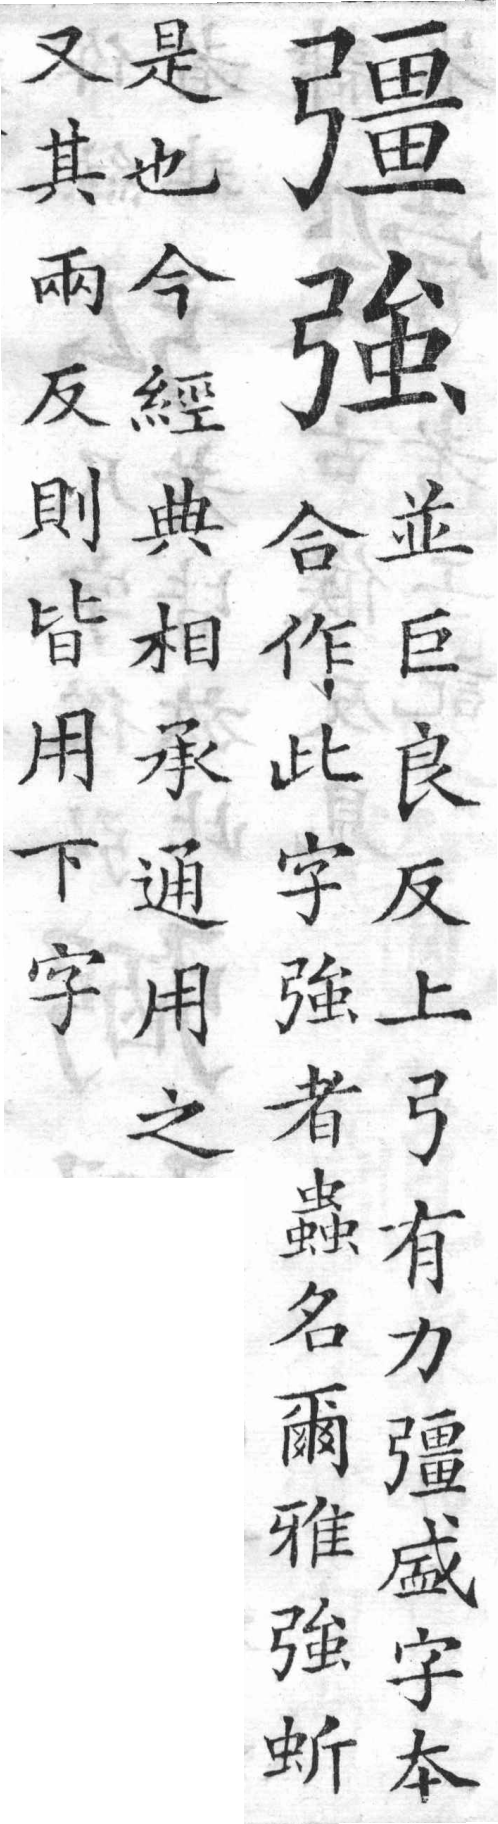 彊強
並巨良反上弓有力彊盛字本
合作此字強者蟲名爾雅強蚚
是也今經典相承通用之
又其兩反則皆用下字